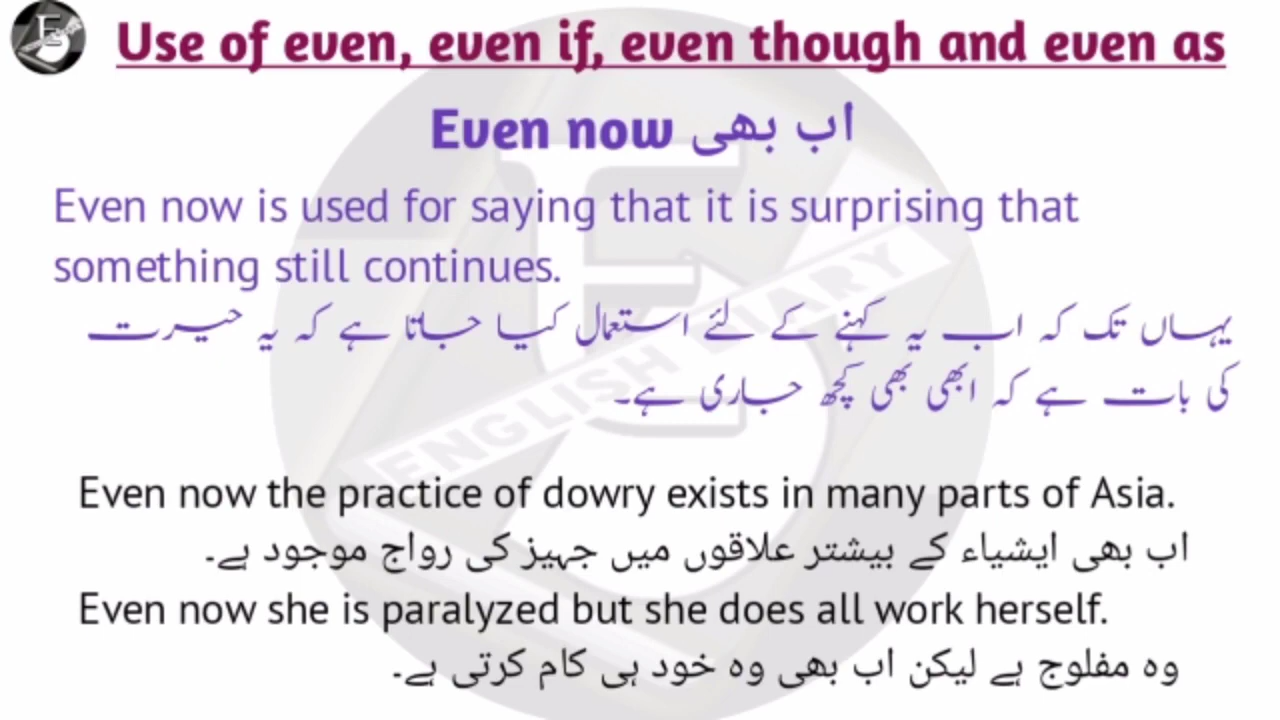 Use of even, even if, even though and even as
Even now اب بھی
Even now is used for saying that it is surprising that
something still continues.
یہاں تک کہ اب یہ کہنے کے لئے استعمال کیا جاتا ہے کہ یہ حیرت
کی بات ہے کہ ابھی بھی کچھ جاری ہے۔
ENGLISH DIARY
Even now the practice of dowry exists in many parts of Asia.
اب بھی ایشیاء کے بیشتر علاقوں میں جہیز کی رواج موجود ہے۔
Even now she is paralyzed but she does all work herself.
وہ مفلوج ہے لیکن اب بھی وہ خود ہی کام کرتی ہے۔